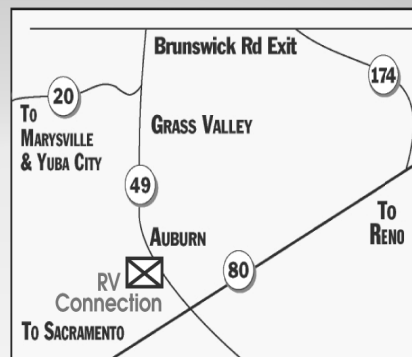 Brunswick Rd Exit
174
20
To
Marysville
& Yuba City
Grass Valley
49
To
Reno
Auburn
80
RV
Connection
To Sacramento